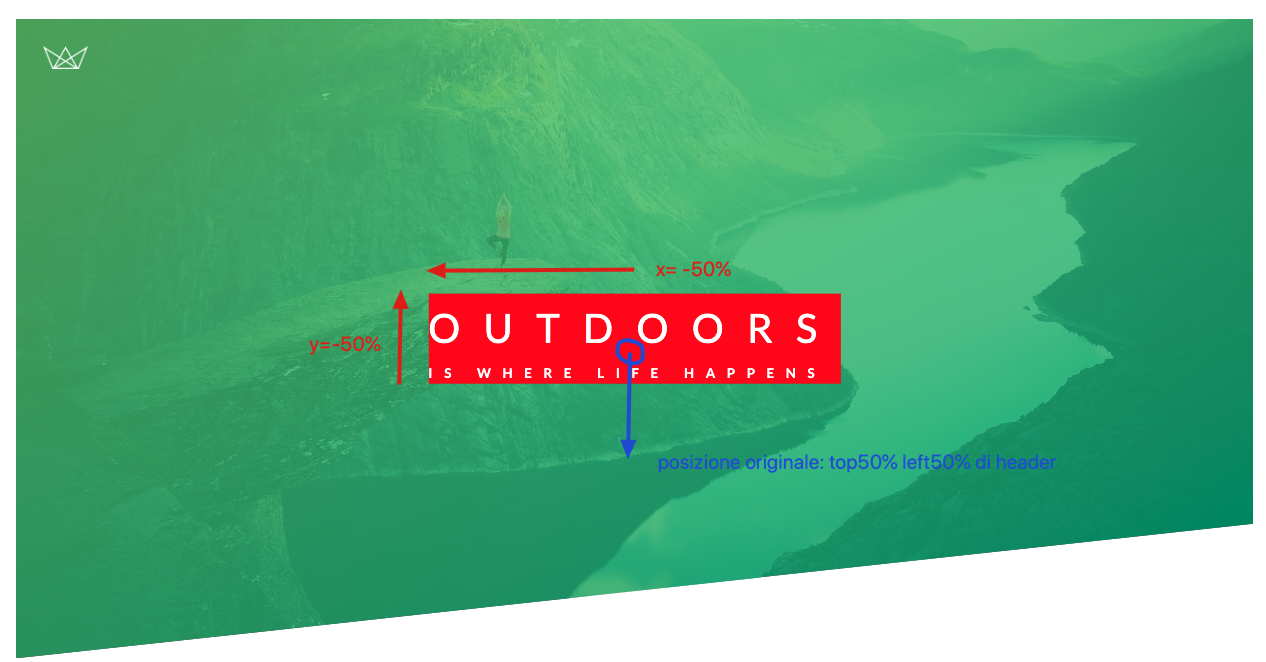 x= -50%
OUTDOORS
y=-50%
IS WHERE LIFE HAPPENS
posizione originale: top50% left50% di header